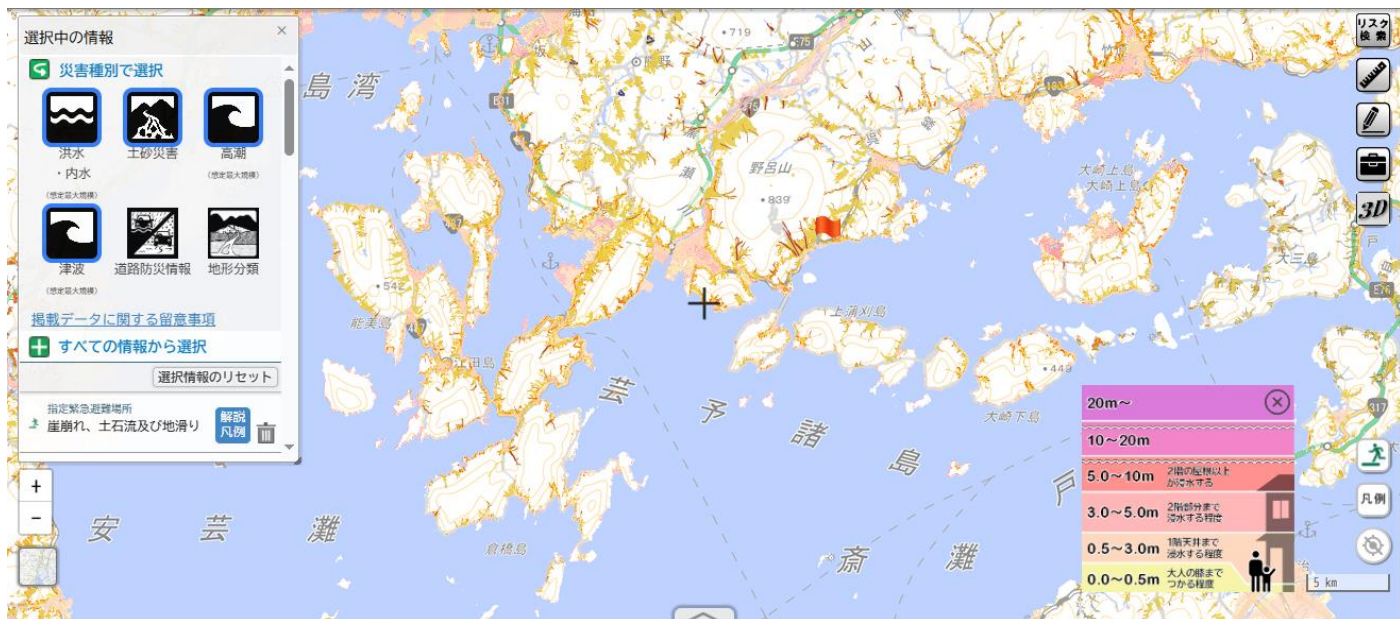 選択中の情報
×
災害種別で選択
洪水
・内水
(想定最大規模)
土砂災害
高潮
(想定最大規模)
津波
(想定最大規模)
道路防災情報
地形分類
掲載データに関する留意事項
すべての情報から選択
選択情報のリセット
指定緊急避難場所
崖崩れ、土石流及び地滑り
解説
凡例
+
−
島湾
719
E75
E31
487
野呂山
839
542
能美島
487
上蒲刈島
大崎上島
大崎上島
大三島
E76
449
大崎下島
317
倉橋島
安芸灘
芸予諸島
斎灘
戸
リスク
検索
3D
20m~
10~20m
5.0~10m
2階の屋根以上
が浸水する
3.0~5.0m
2階部分まで
浸水する程度
0.5~3.0m
1階天井まで
浸水する程度
0.0~0.5m
大人の膝まで
つかる程度
凡例
5 km